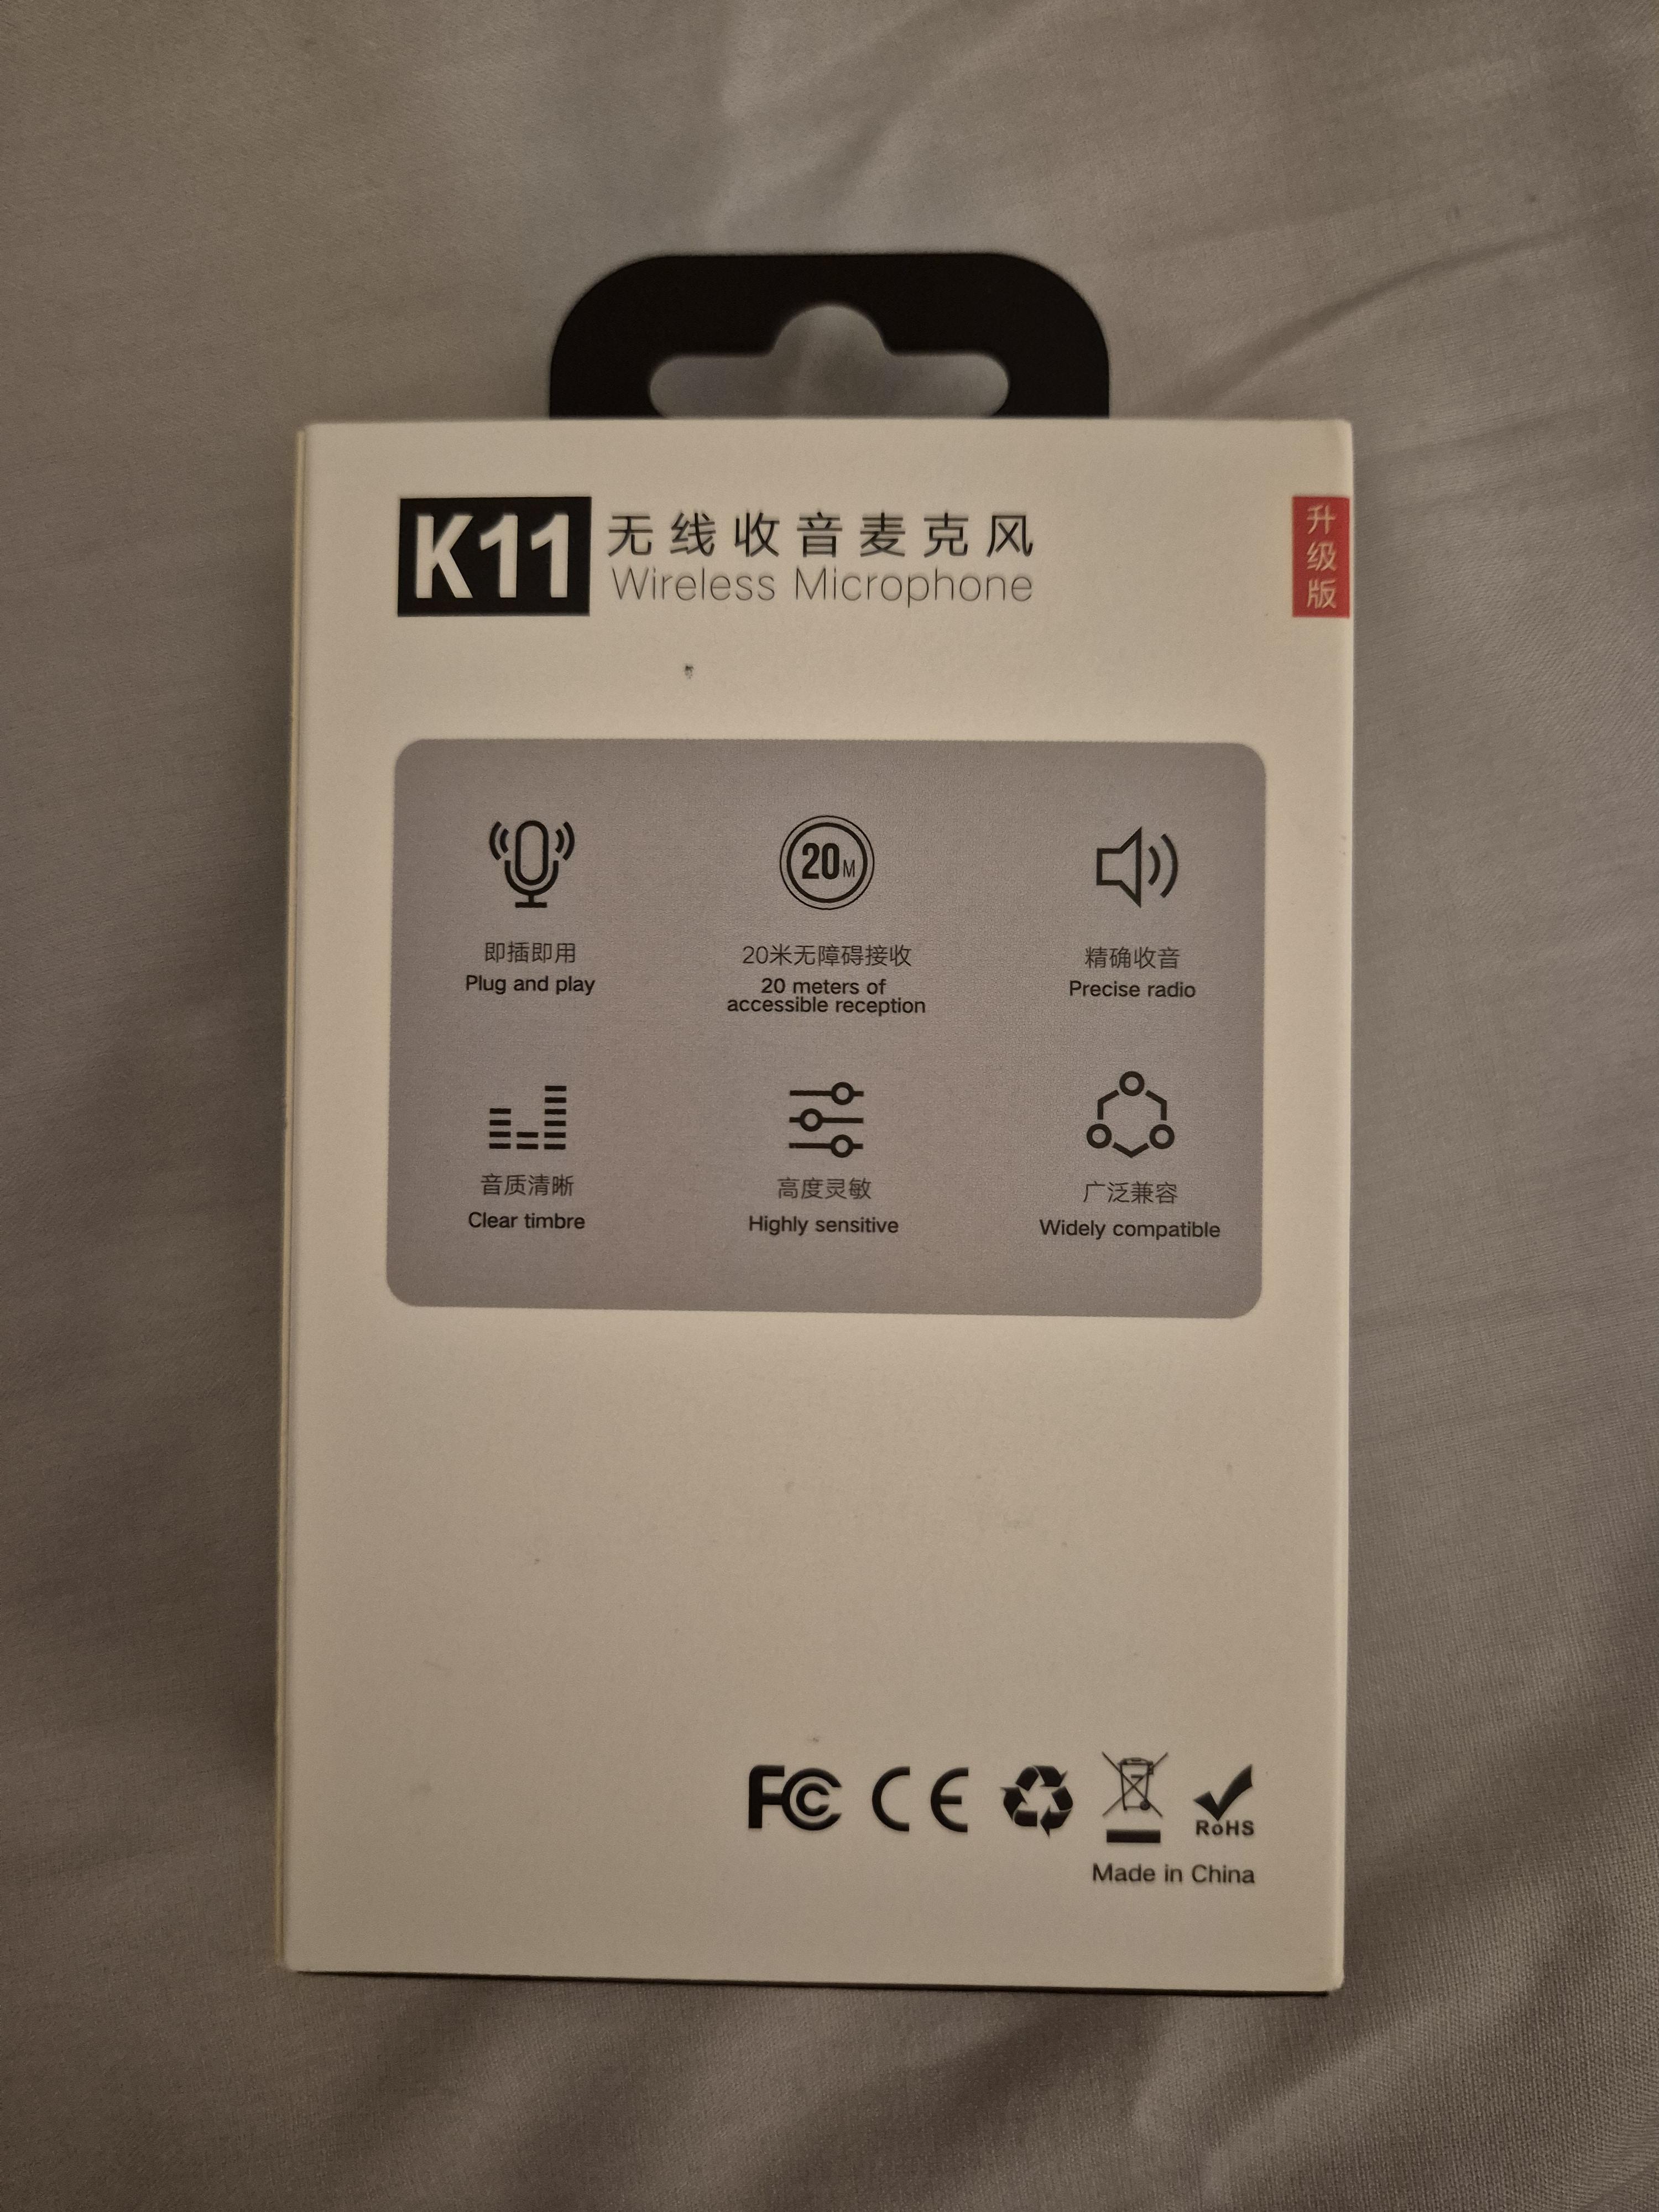 K11
无线收音麦克风
Wireless Microphone
升
级
版
20M
即插即用
Plug and play
20米无障碍接收
20 meters of
accessible reception
精确收音
Precise radio
音质清晰
Clear timbre
高度灵敏
Highly sensitive
广泛兼容
Widely compatible
FC CE
RoHS
Made in China